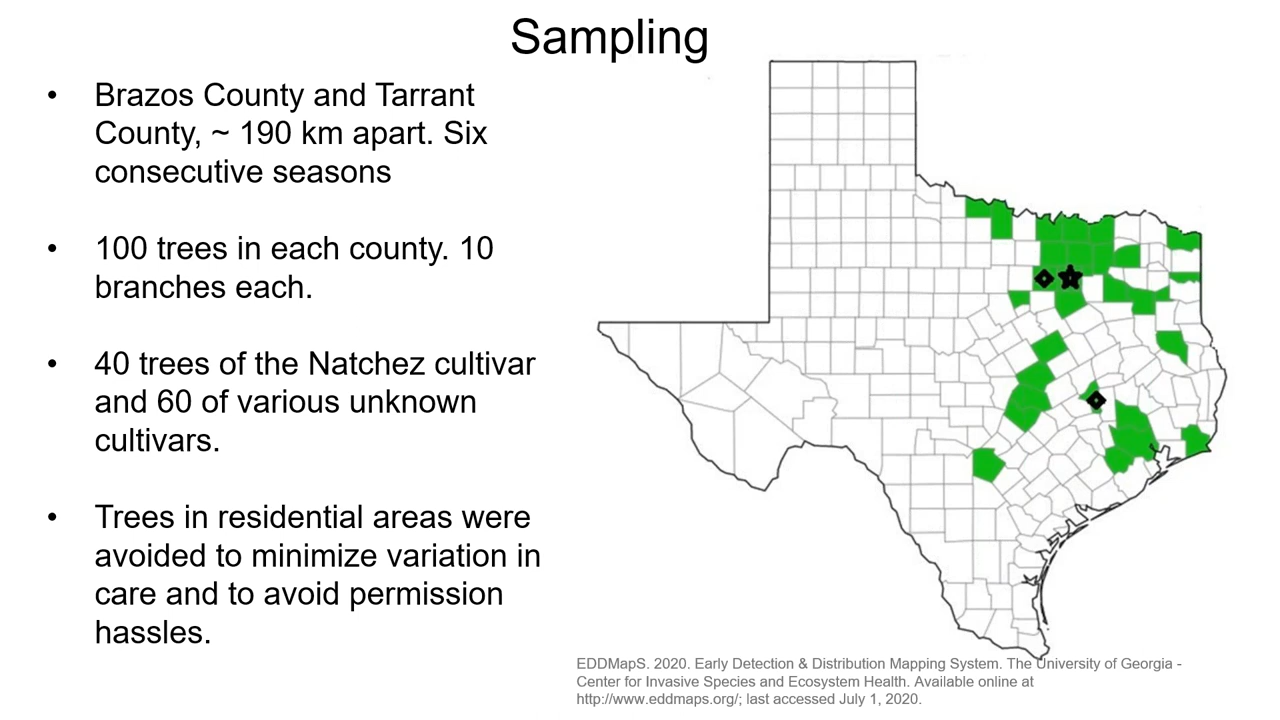 Sampling
• Brazos County and Tarrant
County, ~ 190 km apart. Six
consecutive seasons
• 100 trees in each county. 10
branches each.
• 40 trees of the Natchez cultivar
and 60 of various unknown
cultivars.
• Trees in residential areas were
avoided to minimize variation in
care and to avoid permission
hassles.
EDDMapS. 2020. Early Detection & Distribution Mapping System. The University of Georgia -
Center for Invasive Species and Ecosystem Health. Available online at
http://www.eddmaps.org/; last accessed July 1, 2020.